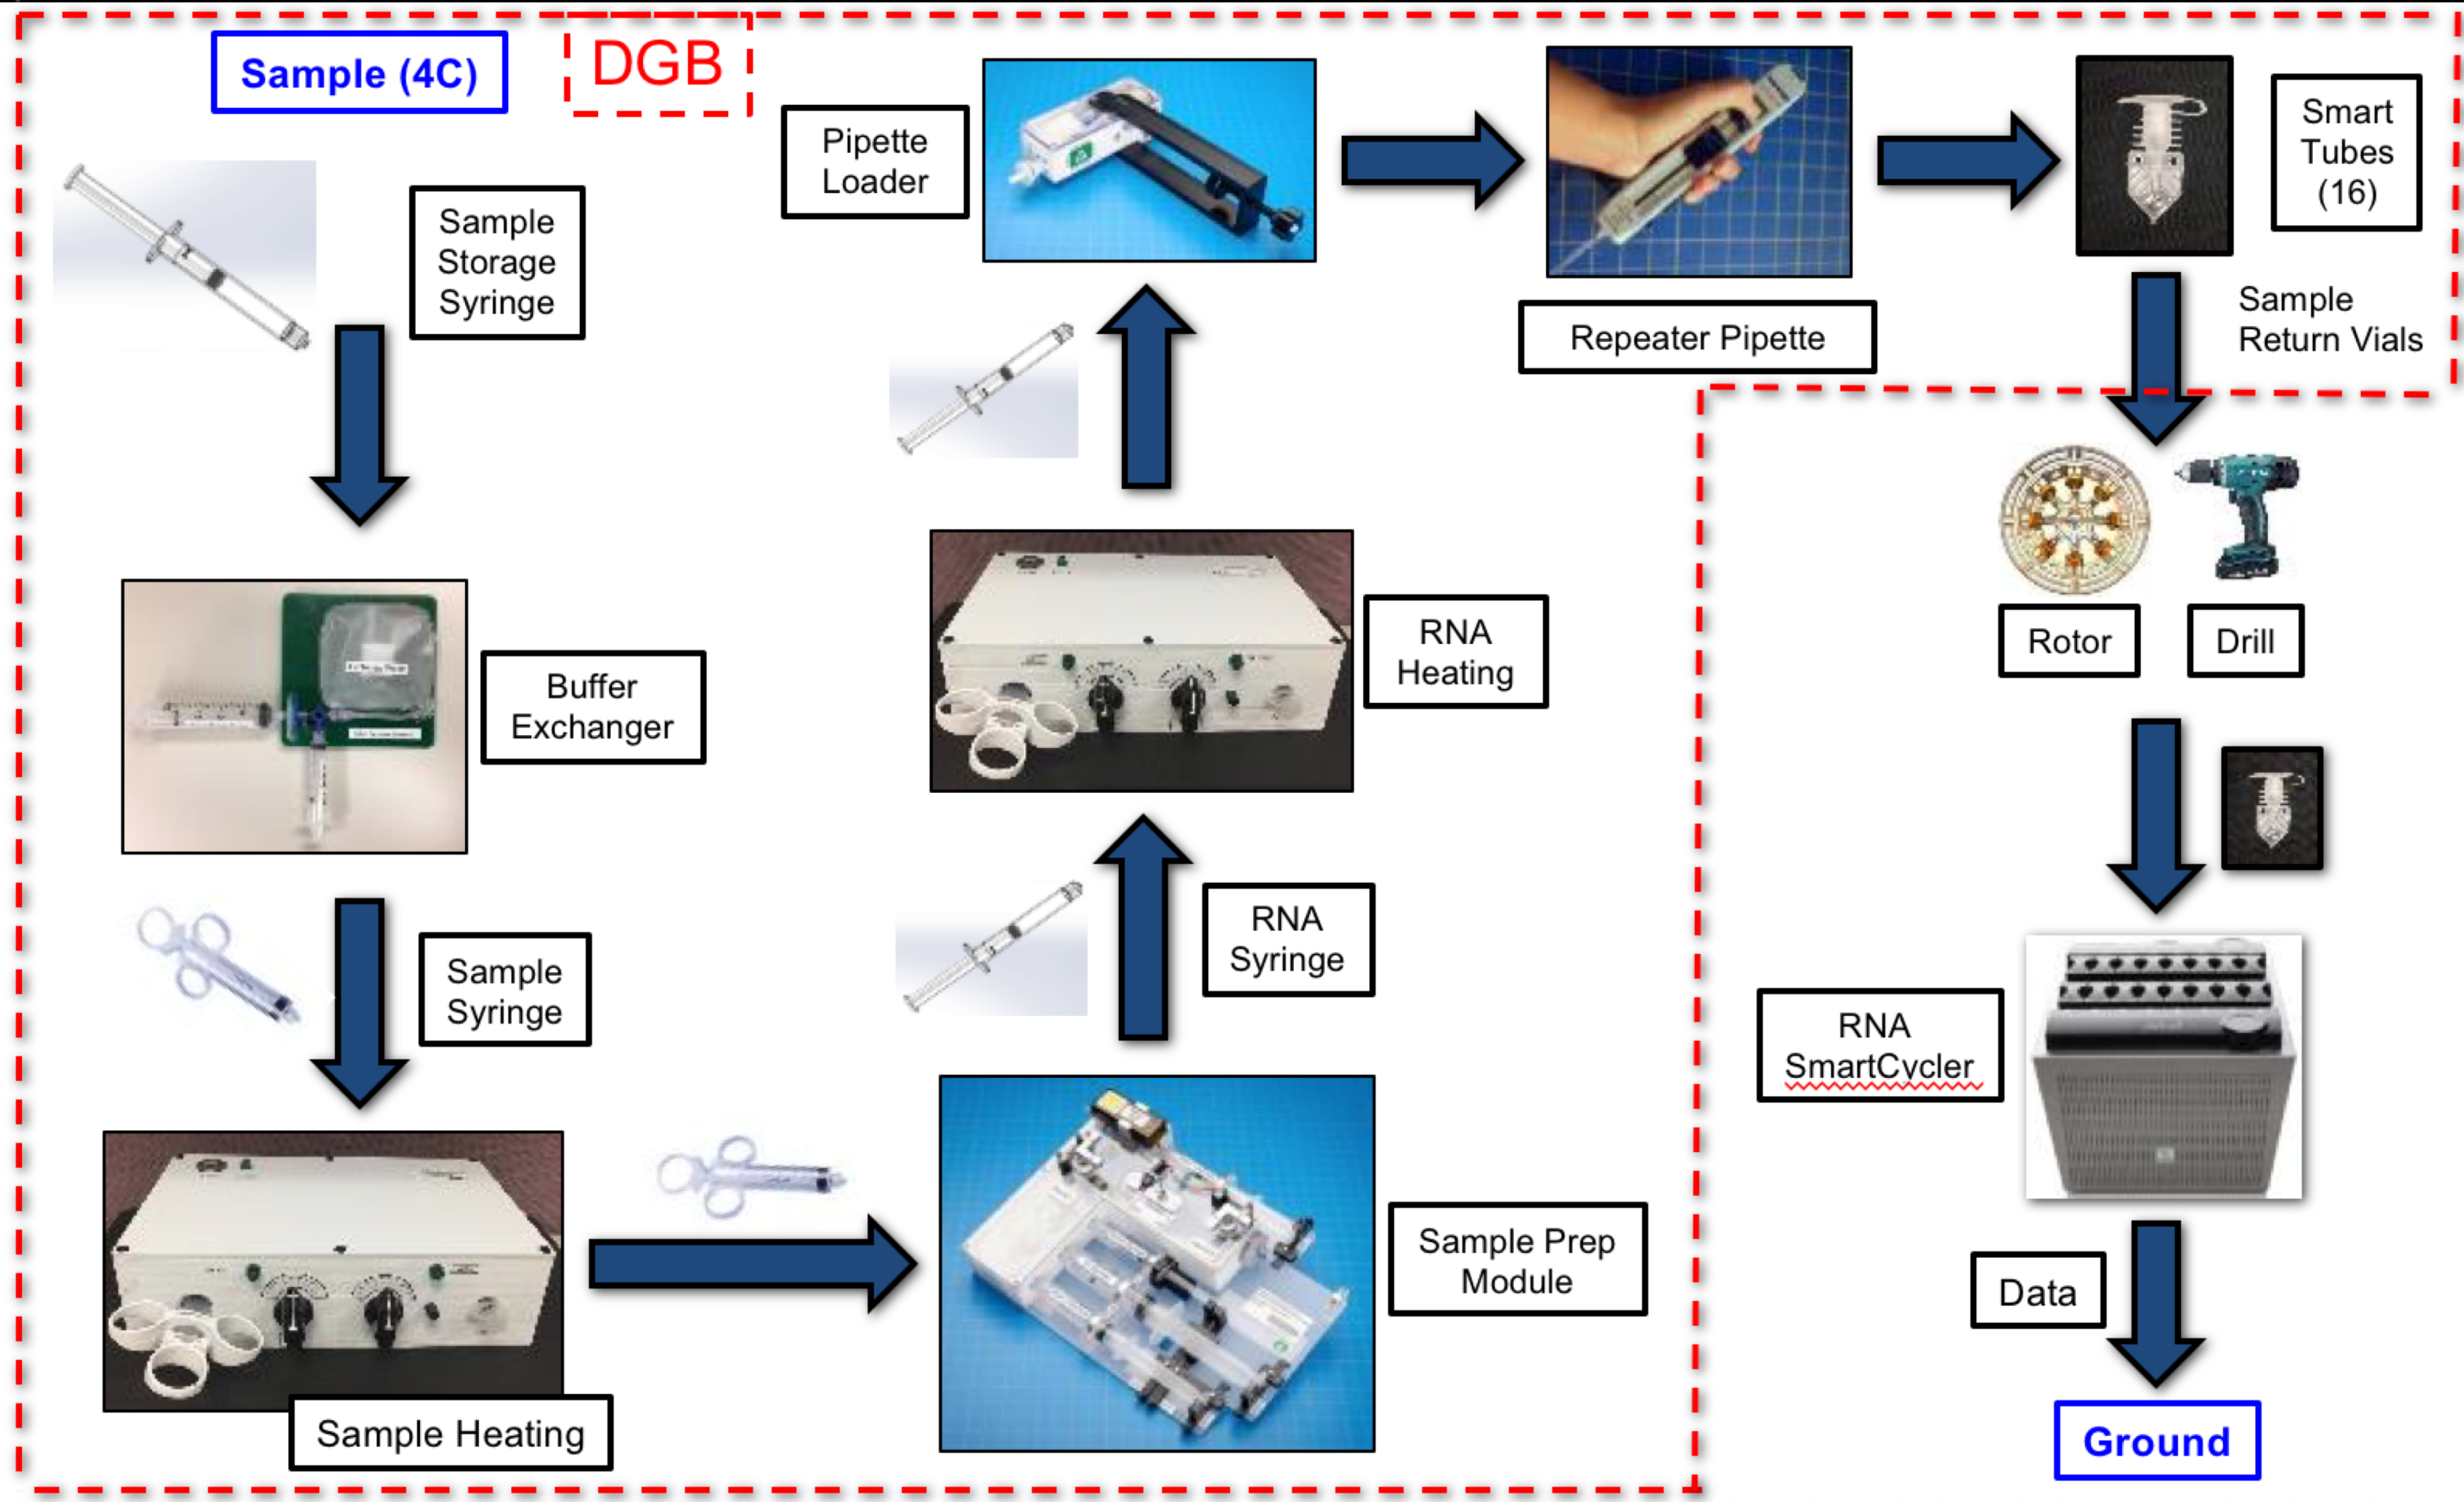 Sample (4C)
DGB
Sample
Storage
Syringe
Buffer
Exchanger
Sample
Syringe
Sample Heating
Sample Prep
Module
RNA
Syringe
RNA
Heating
Pipette
Loader
Repeater Pipette
Smart
Tubes
(16)
Sample
Return Vials
Rotor
Drill
RNA
SmartCycler
Data
Ground